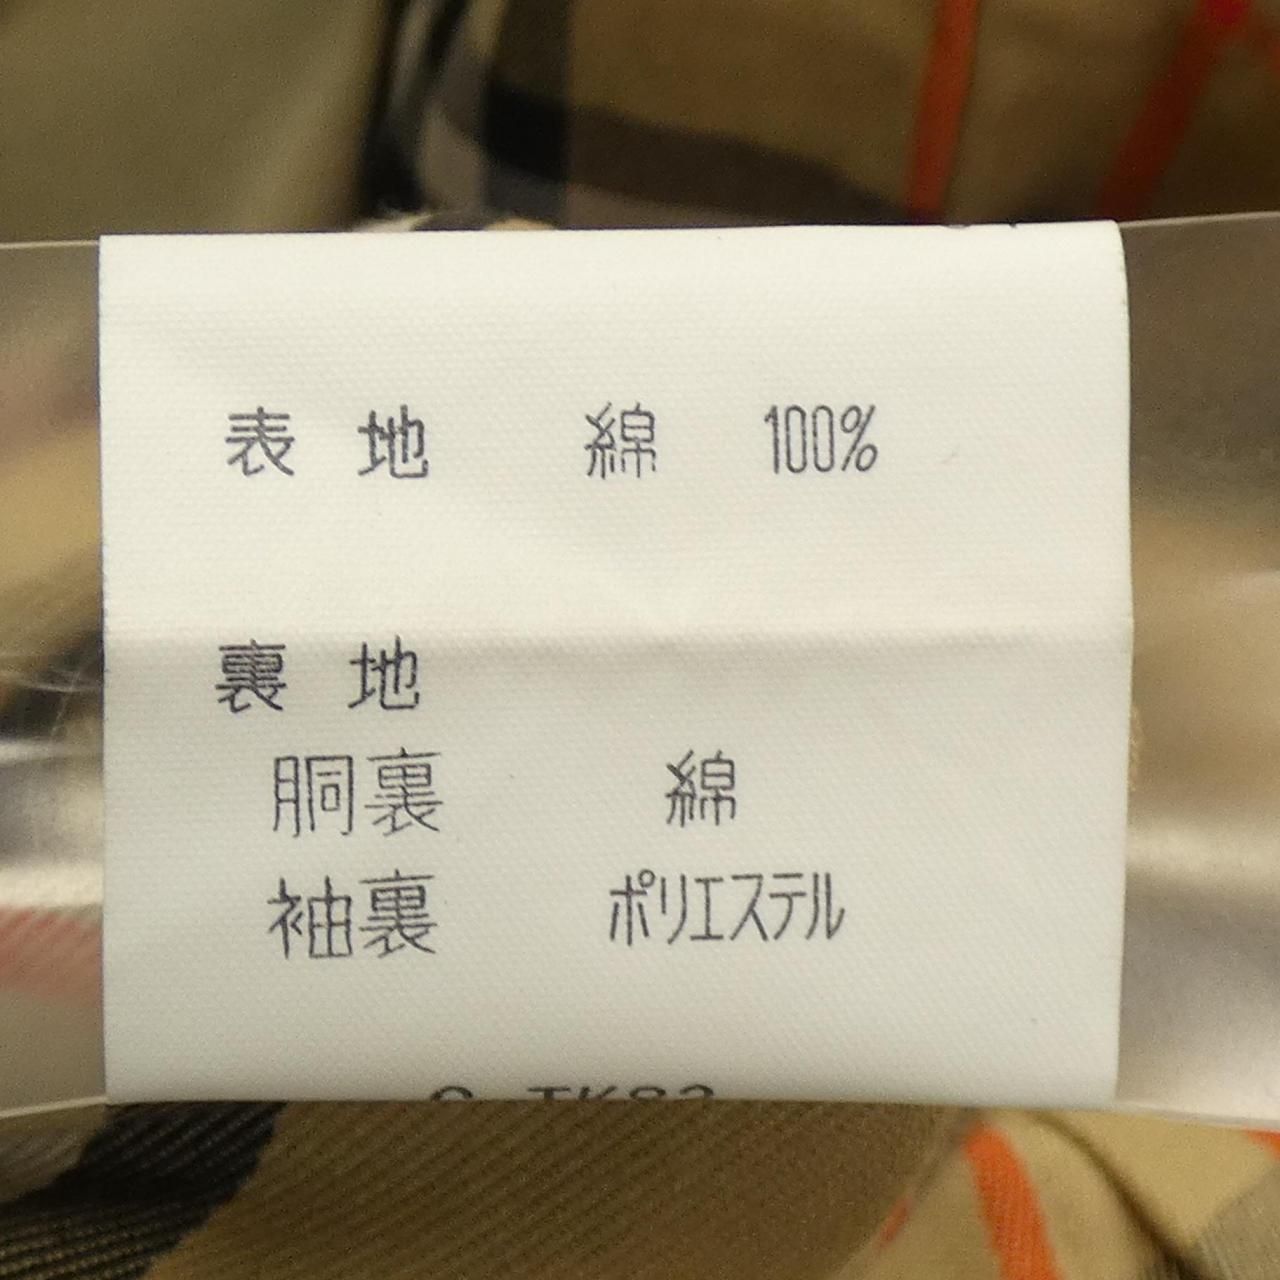 表地 綿 100%
裏地
胴裏 綿
袖裏 ポリエステル